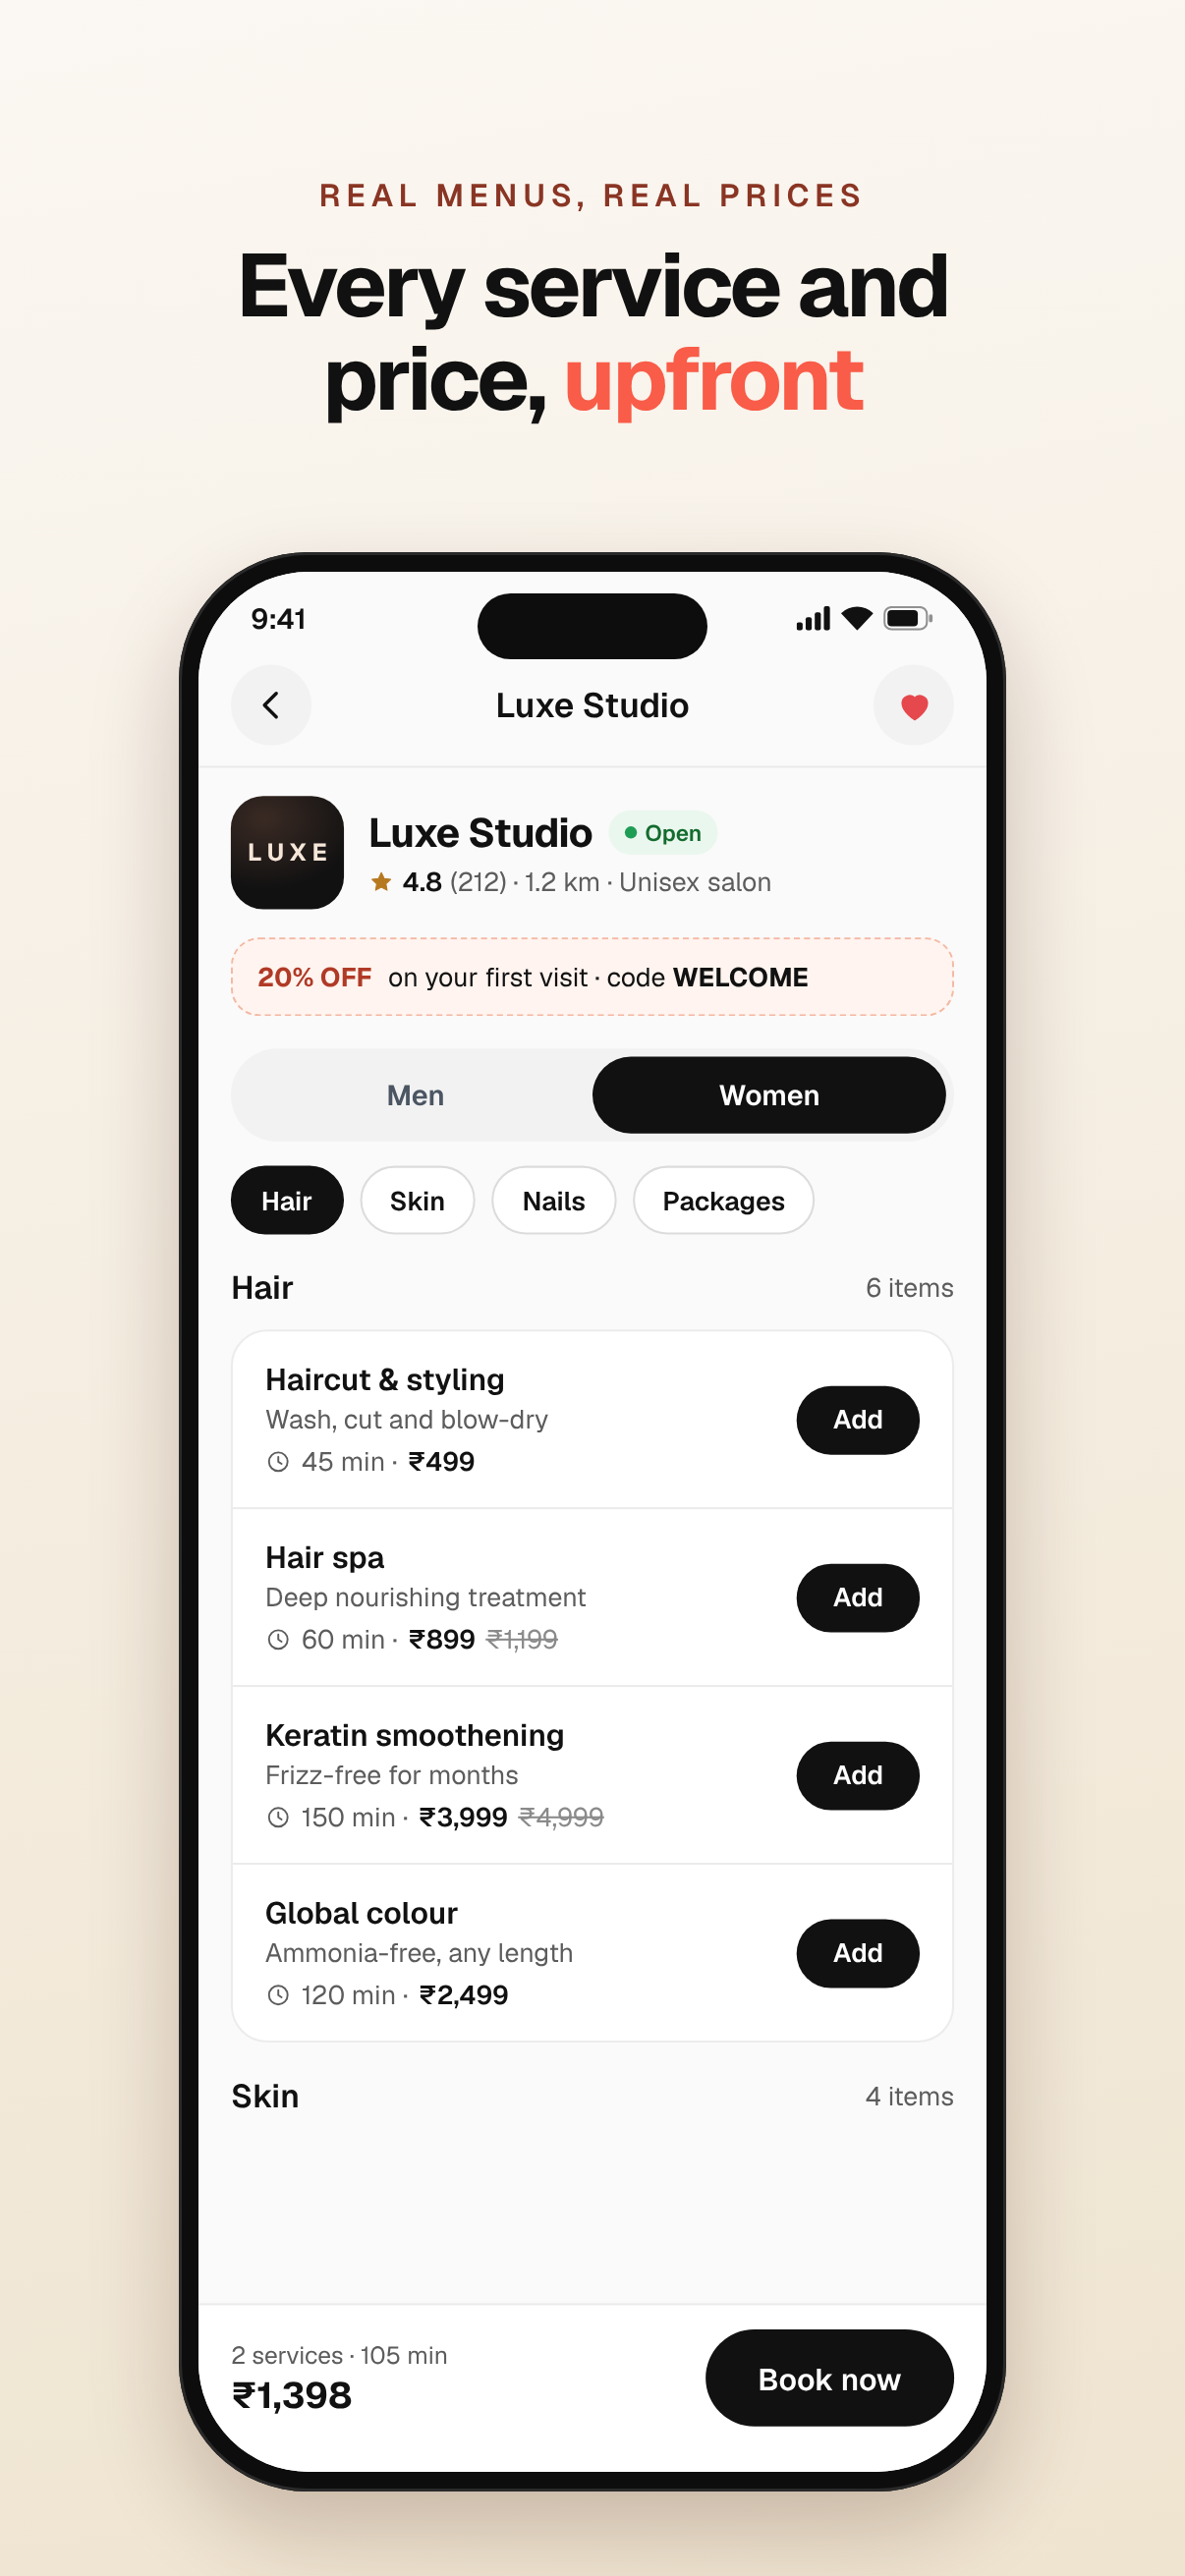 REAL MENUS, REAL PRICES
Every service and
price, upfront
9:41
Luxe Studio
LUXE
Luxe Studio
Open
4.8 (212) · 1.2 km · Unisex salon
20% OFF on your first visit · code WELCOME
Men
Women
Hair
Skin
Nails
Packages
Hair
6 items
Haircut & styling
Wash, cut and blow-dry
45 min · ₹499
Add
Hair spa
Deep nourishing treatment
60 min · ₹899 ₹1,199
Add
Keratin smoothening
Frizz-free for months
150 min · ₹3,999 ₹4,999
Add
Global colour
Ammonia-free, any length
120 min · ₹2,499
Add
Skin
4 items
2 services · 105 min
₹1,398
Book now